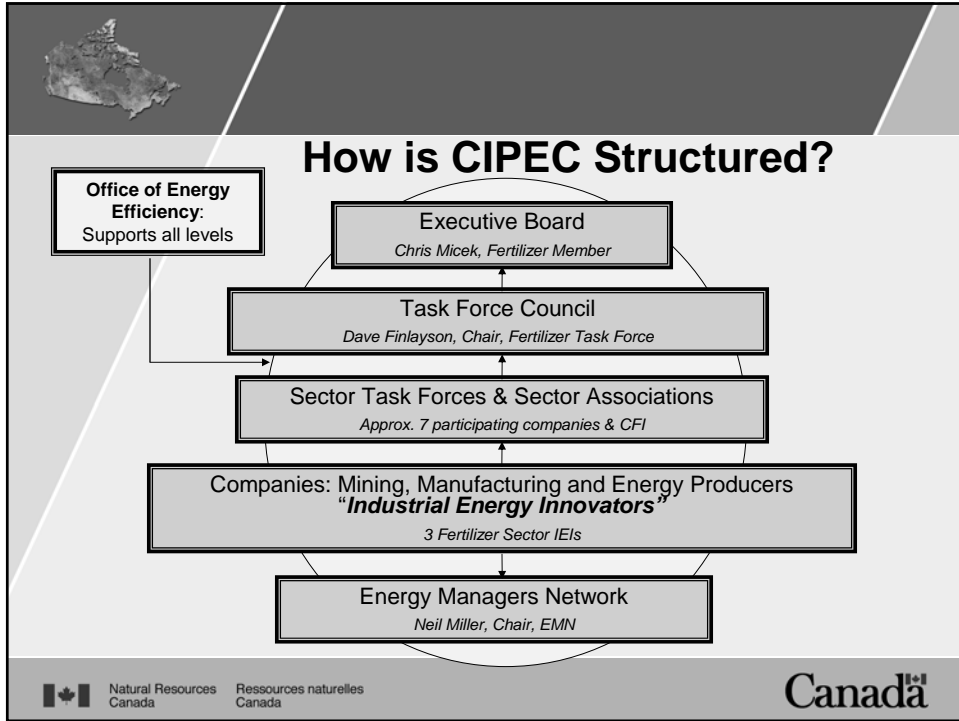 How is CIPEC Structured?
Office of Energy
Efficiency:
Supports all levels
Executive Board
Chris Micek, Fertilizer Member
Task Force Council
Dave Finlayson, Chair, Fertilizer Task Force
Sector Task Forces & Sector Associations
Approx. 7 participating companies & CFI
Companies: Mining, Manufacturing and Energy Producers
“Industrial Energy Innovators”
3 Fertilizer Sector IEIs
Energy Managers Network
Neil Miller, Chair, EMN
Natural Resources Ressources naturelles
Canada Canada
Canada